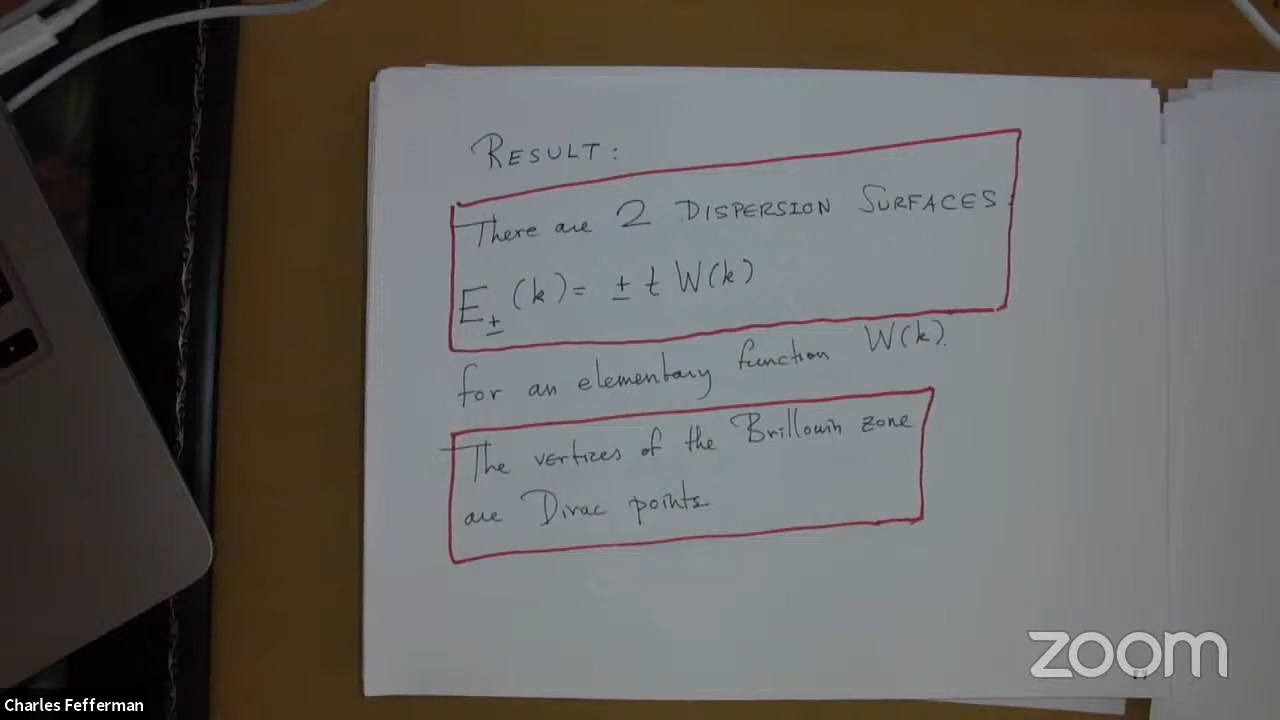 RESULT:
There are 2 DISPERSION SURFACES
E±(k) = ± t W(k)
for an elementary function W(k).
The vertices of the Brillouin zone
are Dirac points
zoom
Charles Fefferman